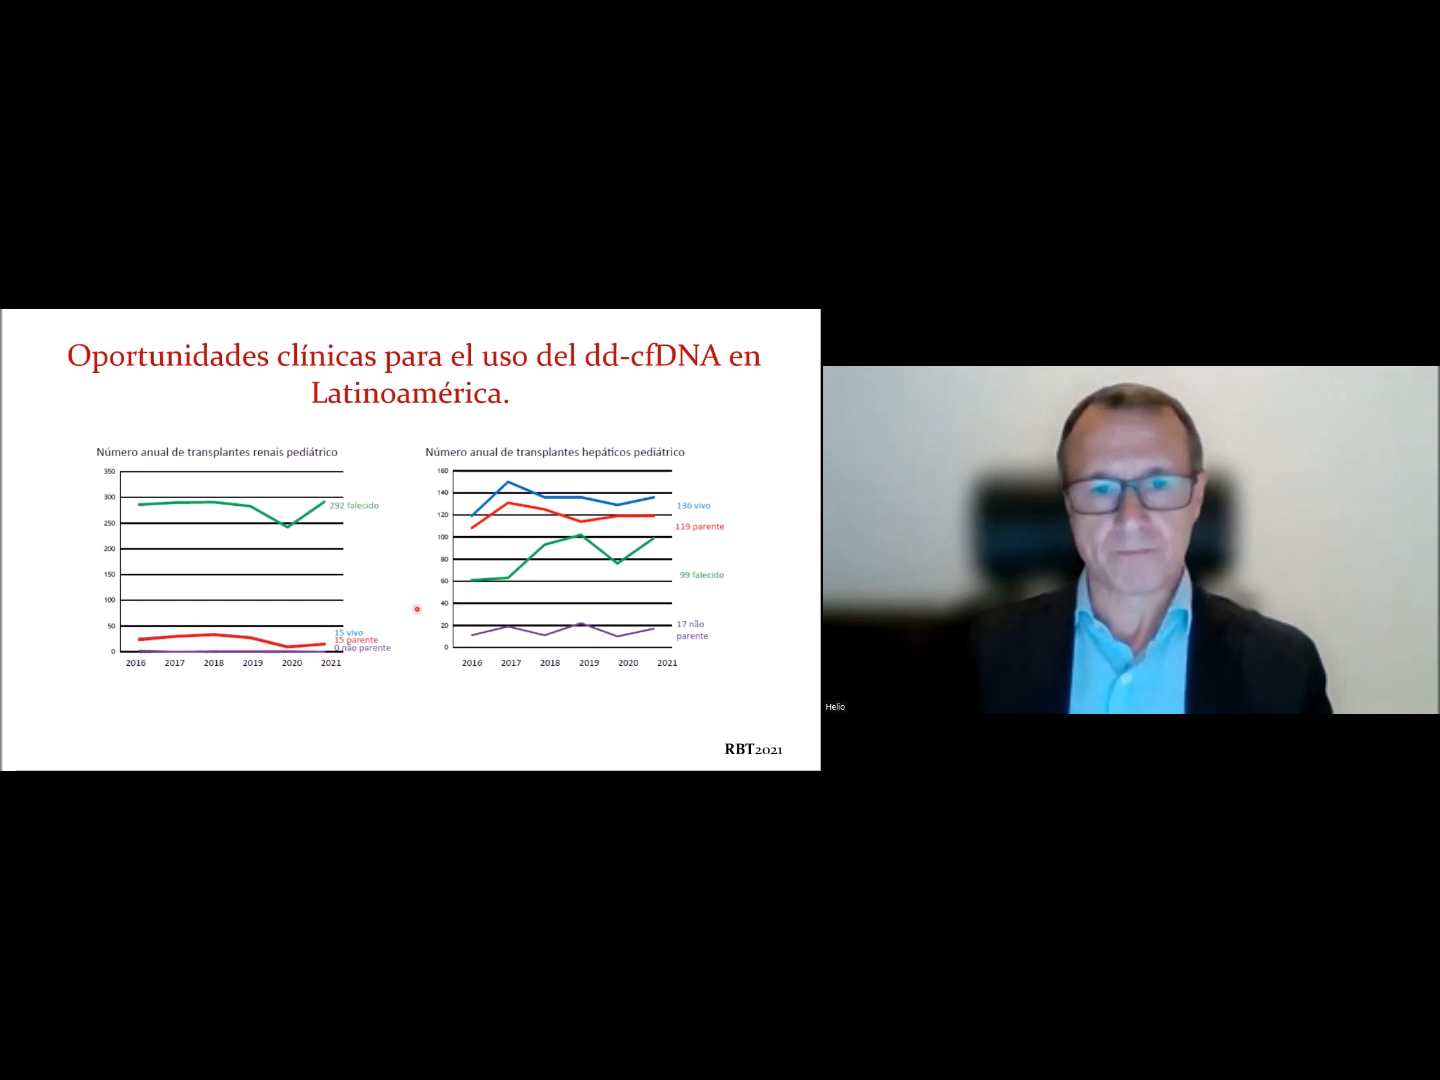 Oportunidades clínicas para el uso del dd-cfDNA en
Latinoamérica.
Número anual de transplantes renais pediátrico
350
300
250
200
150
100
50
0
292 falecido
15 vivo
15 parente
0 não parente
2016 2017 2018 2019 2020 2021
Número anual de transplantes hepáticos pediátrico
160
140
120
100
80
60
40
20
0
136 vivo
119 parente
99 falecido
17 não
parente
2016 2017 2018 2019 2020 2021
RBT2021
Helio